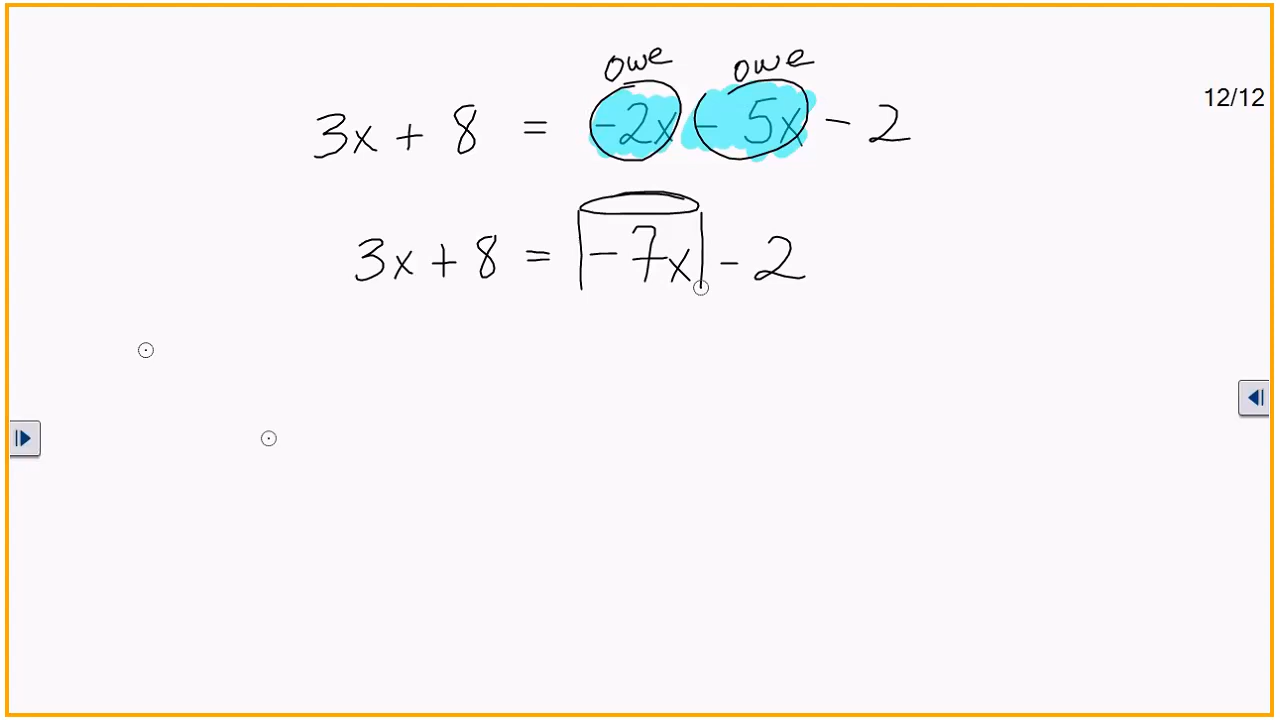 owe owe
12/12
3x + 8 = -2x - 5x - 2
3x + 8 = -7x - 2